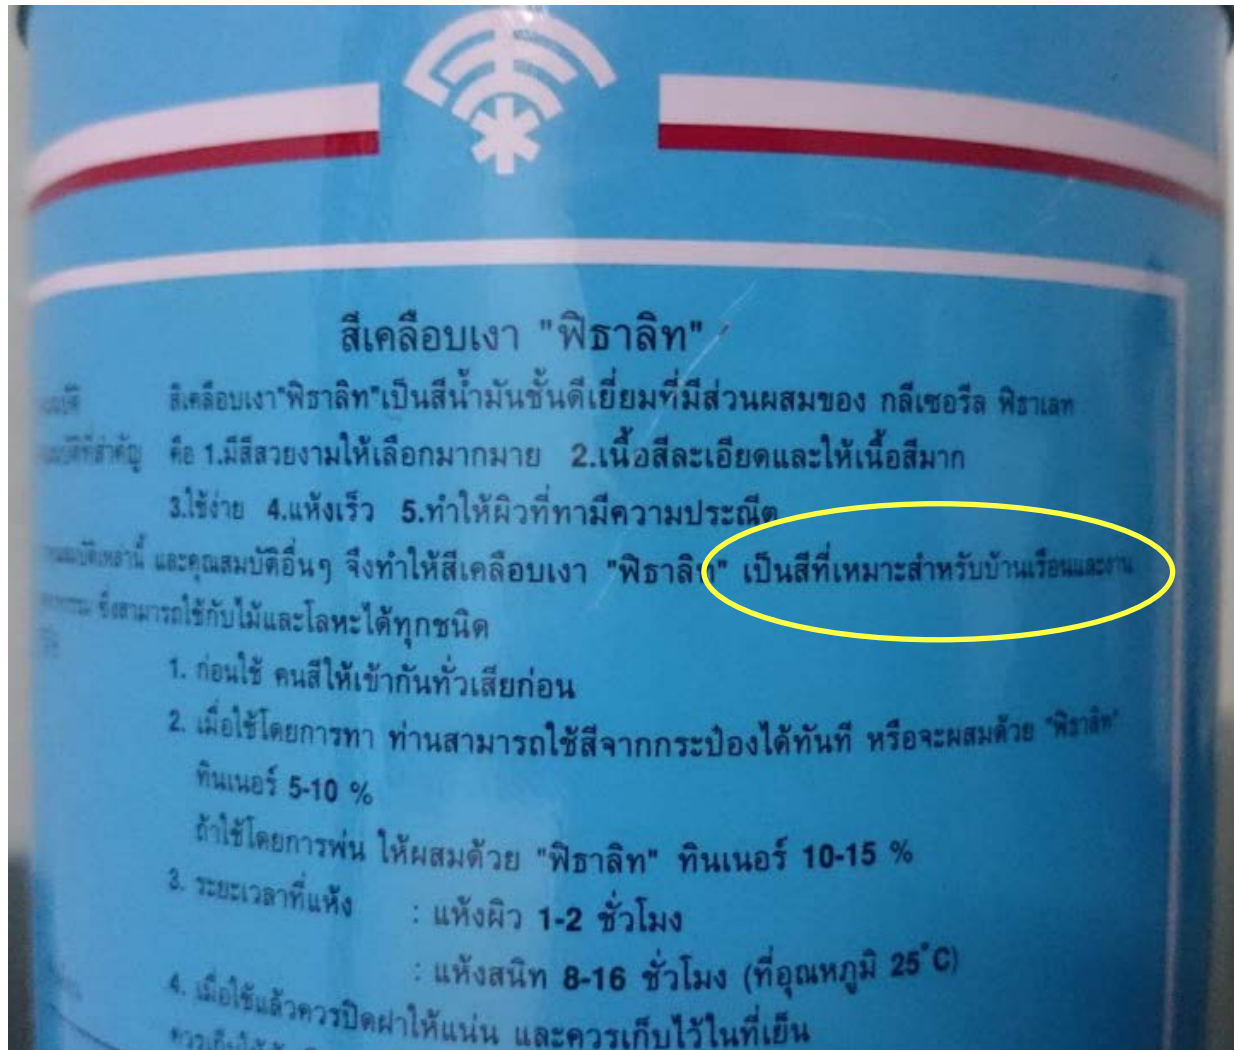 สีเคลือบเงา "ฟิธาลิท"
สีเคลือบเงา"ฟิธาลิท"เป็นสีน้ำมันชั้นดีเยี่ยมที่มีส่วนผสมของ กลีเซอรีล ฟิธาเลท
คือ 1.มีสีสวยงามให้เลือกมากมาย 2.เนื้อสีละเอียดและให้เนื้อสีมาก
3.ใช้ง่าย 4.แห้งเร็ว 5.ทำให้ผิวที่ทามีความประณีต
และคุณสมบัติอื่นๆ จึงทำให้สีเคลือบเงา "ฟิธาลิท" เป็นสีที่เหมาะสำหรับบ้านเรือนและงาน
ซึ่งสามารถใช้กับไม้และโลหะได้ทุกชนิด
1. ก่อนใช้ คนสีให้เข้ากันทั่วเสียก่อน
2. เมื่อใช้โดยการทา ท่านสามารถใช้สีจากกระป๋องได้ทันที หรือจะผสมด้วย "ฟิธาลิท"
ทินเนอร์ 5-10 %
ถ้าใช้โดยการพ่น ให้ผสมด้วย "ฟิธาลิท" ทินเนอร์ 10-15 %
3. ระยะเวลาที่แห้ง : แห้งผิว 1-2 ชั่วโมง
: แห้งสนิท 8-16 ชั่วโมง (ที่อุณหภูมิ 25°C)
4. เมื่อใช้แล้วควรปิดฝาให้แน่น และควรเก็บไว้ในที่เย็น